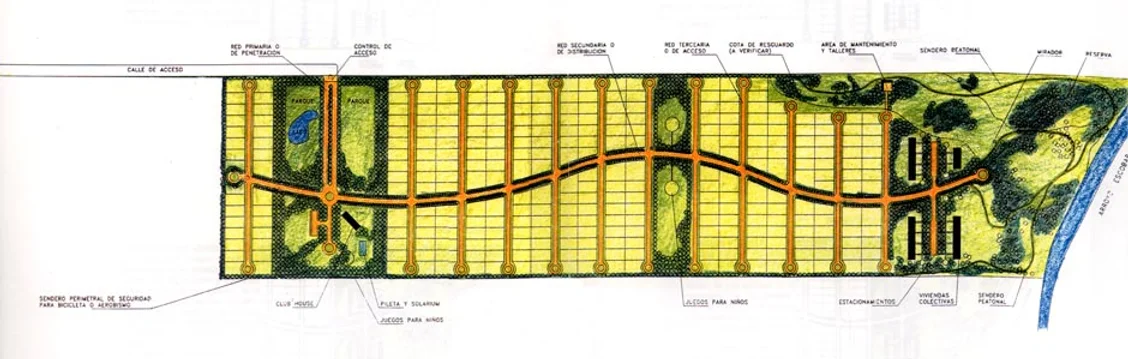 RED PRIMARIA O
DE PENETRACION
CONTROL DE
ACCESO
RED SECUNDARIA O
DE DISTRIBUCION
RED TERCEARIA
O DE ACCESO
COTA DE RESGUARDO
(A VERIFICAR)
AREA DE MANTENIMIENTO
Y TALLERES
SENDERO PEATONAL
MIRADOR
RESERVA
CALLE DE ACCESO
PARQUE
PARQUE
LAGO
ARROYO ESCOBAR
SENDERO PERIMETRAL DE SEGURIDAD
PARA BICICLETA O AEROBISMO
CLUB HOUSE
PILETA Y SOLARIUM
JUEGOS PARA NIÑOS
JUEGOS PARA NIÑOS
ESTACIONAMIENTOS
VIVIENDAS
COLECTIVAS
SENDERO
PEATONAL